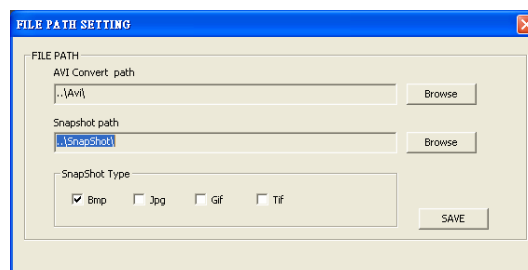 FILE PATH SETTING
FILE PATH
AVI Convert path
..\Avi\
Browse
Snapshot path
..\SnapShot\
Browse
SnapShot Type
Bmp Jpg Gif Tif
SAVE